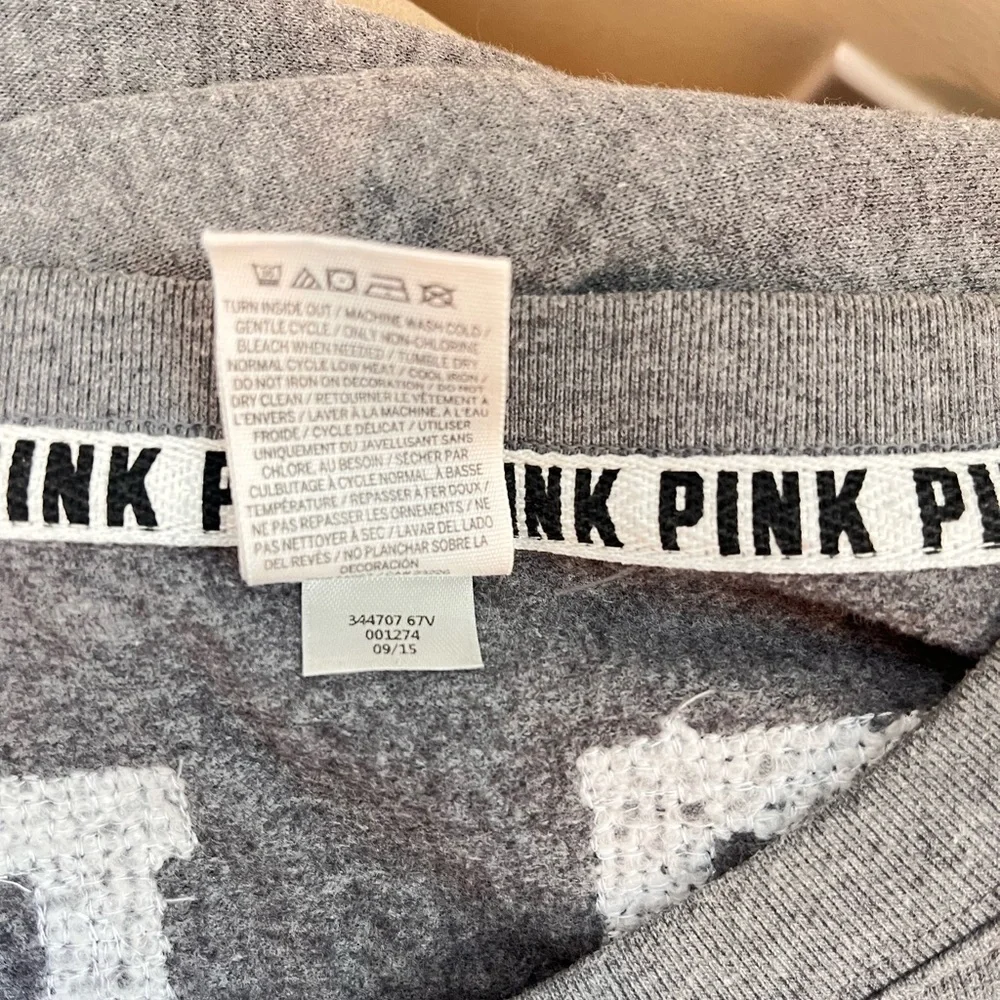 TURN INSIDE OUT / MACHINE WASH COLD /
GENTLE CYCLE / ONLY NON-CHLORINE
BLEACH WHEN NEEDED / TUMBLE DRY
NORMAL CYCLE LOW HEAT / COOL IRON /
DO NOT IRON ON DECORATION / DO NOT
DRY CLEAN / RETOURNER LE VÊTEMENT À
L'ENVERS / LAVER À LA MACHINE, À L'EAU
FROIDE / CYCLE DÉLICAT / UTILISER
UNIQUEMENT DU JAVELLISANT SANS
CHLORE, AU BESOIN / SÉCHER PAR
CULBUTAGE À CYCLE NORMAL, À BASSE
TEMPÉRATURE / REPASSER À FER DOUX /
NE PAS REPASSER LES ORNEMENTS / NE
PAS NETTOYER À SEC / LAVAR DEL LADO
DEL REVÉS / NO PLANCHAR SOBRE LA
DECORACIÓN
INK P INK PINK PI
344707 67V
001274
09/15